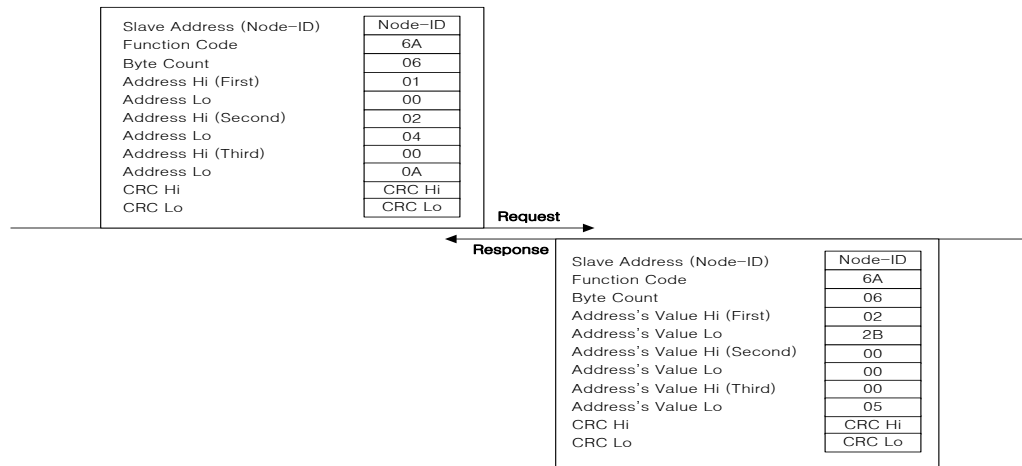 Slave Address (Node-ID) Node-ID
Function Code 6A
Byte Count 06
Address Hi (First) 01
Address Lo 00
Address Hi (Second) 02
Address Lo 04
Address Hi (Third) 00
Address Lo 0A
CRC Hi CRC Hi
CRC Lo CRC Lo
Request
Response
Slave Address (Node-ID) Node-ID
Function Code 6A
Byte Count 06
Address's Value Hi (First) 02
Address's Value Lo 2B
Address's Value Hi (Second) 00
Address's Value Lo 00
Address's Value Hi (Third) 00
Address's Value Lo 05
CRC Hi CRC Hi
CRC Lo CRC Lo